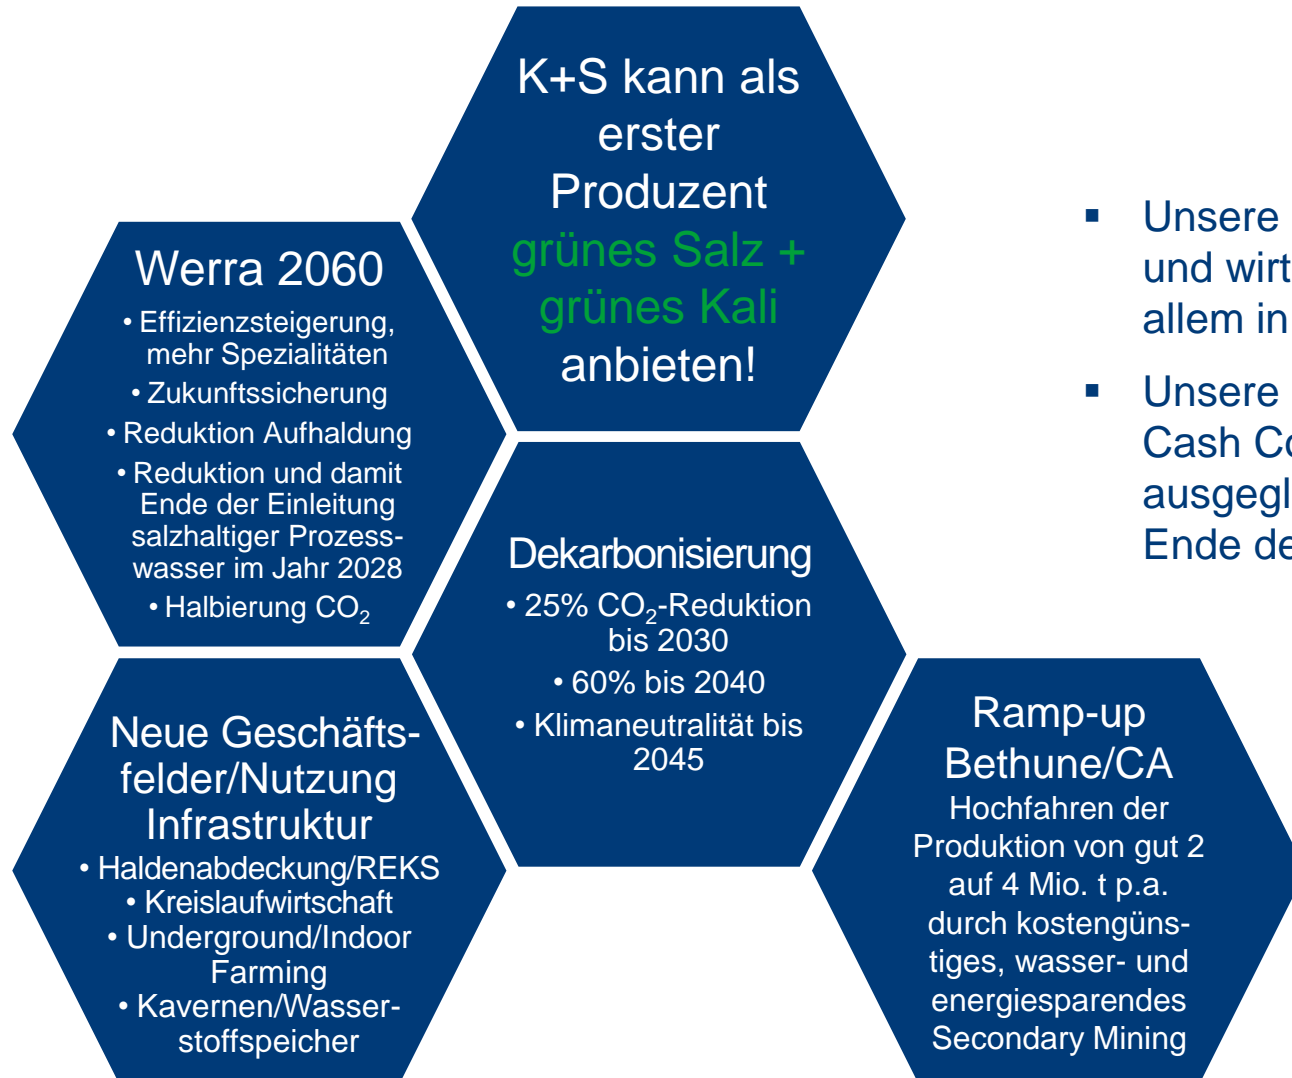 K+S kann als
erster
Produzent
grünes Salz +
grünes Kali
anbieten!
Werra 2060
• Effizienzsteigerung,
mehr Spezialitäten
• Zukunftssicherung
• Reduktion Aufhaldung
• Reduktion und damit
Ende der Einleitung
salzhaltiger Prozess-
wasser im Jahr 2028
• Halbierung CO₂
Dekarbonisierung
• 25% CO₂-Reduktion
bis 2030
• 60% bis 2040
• Klimaneutralität bis
2045
Neue Geschäfts-
felder/Nutzung
Infrastruktur
• Haldenabdeckung/REKS
• Kreislaufwirtschaft
• Underground/Indoor
Farming
• Kavernen/Wasser-
stoffspeicher
Ramp-up
Bethune/CA
Hochfahren der
Produktion von gut 2
auf 4 Mio. t p.a.
durch kostengüns-
tiges, wasser- und
energiesparendes
Secondary Mining
▪ Unsere
und wirt
allem in
▪ Unsere
Cash
ausgegl
Ende